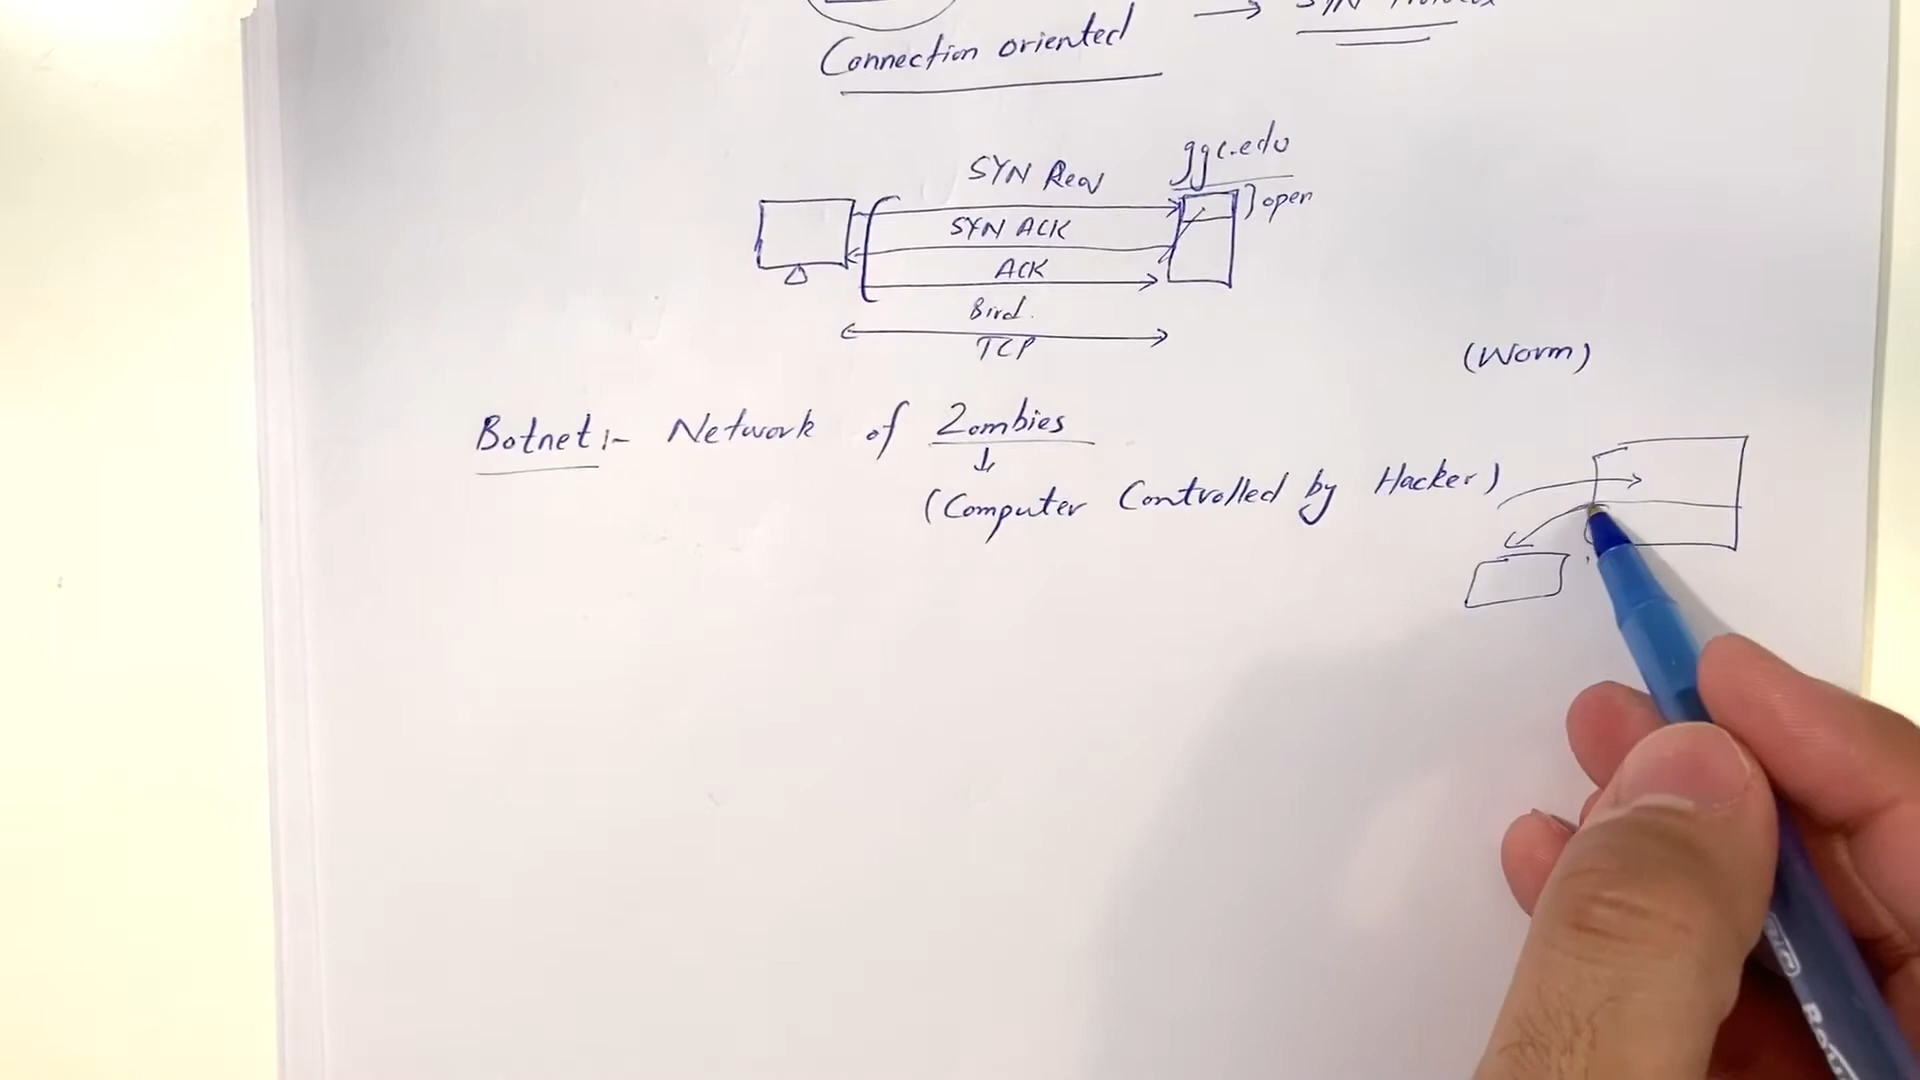 Connection oriented → SYN
ggc.edu
SYN Req
} open
SYN ACK
ACK
Bird.
TCP
(Worm)
Botnet :- Network of Zombies
(Computer Controlled by Hacker)